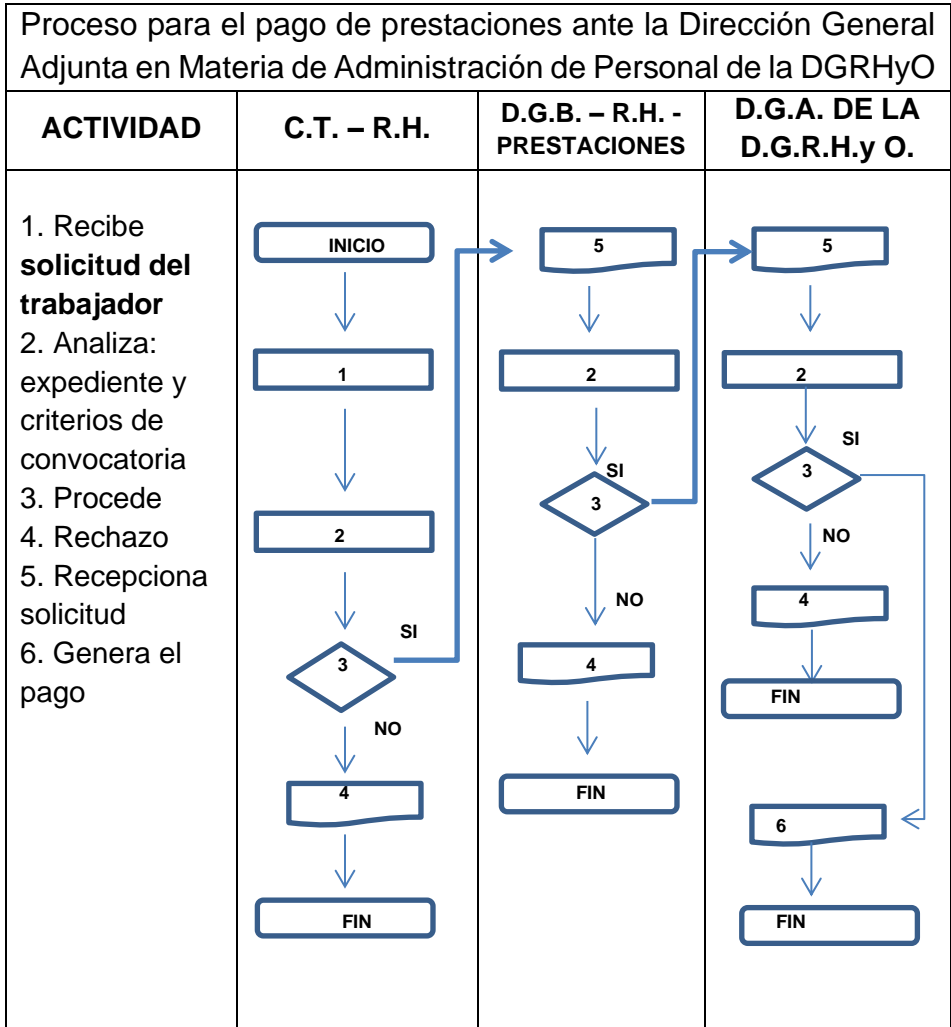 Proceso para el pago de prestaciones ante la Dirección General
Adjunta en Materia de Administración de Personal de la DGRHyO
ACTIVIDAD
C.T. – R.H.
D.G.B. – R.H. -
PRESTACIONES
D.G.A. DE LA
D.G.R.H.y O.
1. Recibe
solicitud del
trabajador
2. Analiza:
expediente y
criterios de
convocatoria
3. Procede
4. Rechazo
5. Recepciona
solicitud
6. Genera el
pago
INICIO
1
2
3
SI
NO
4
FIN
5
2
SI
3
NO
4
FIN
5
2
SI
3
NO
4
FIN
6
FIN